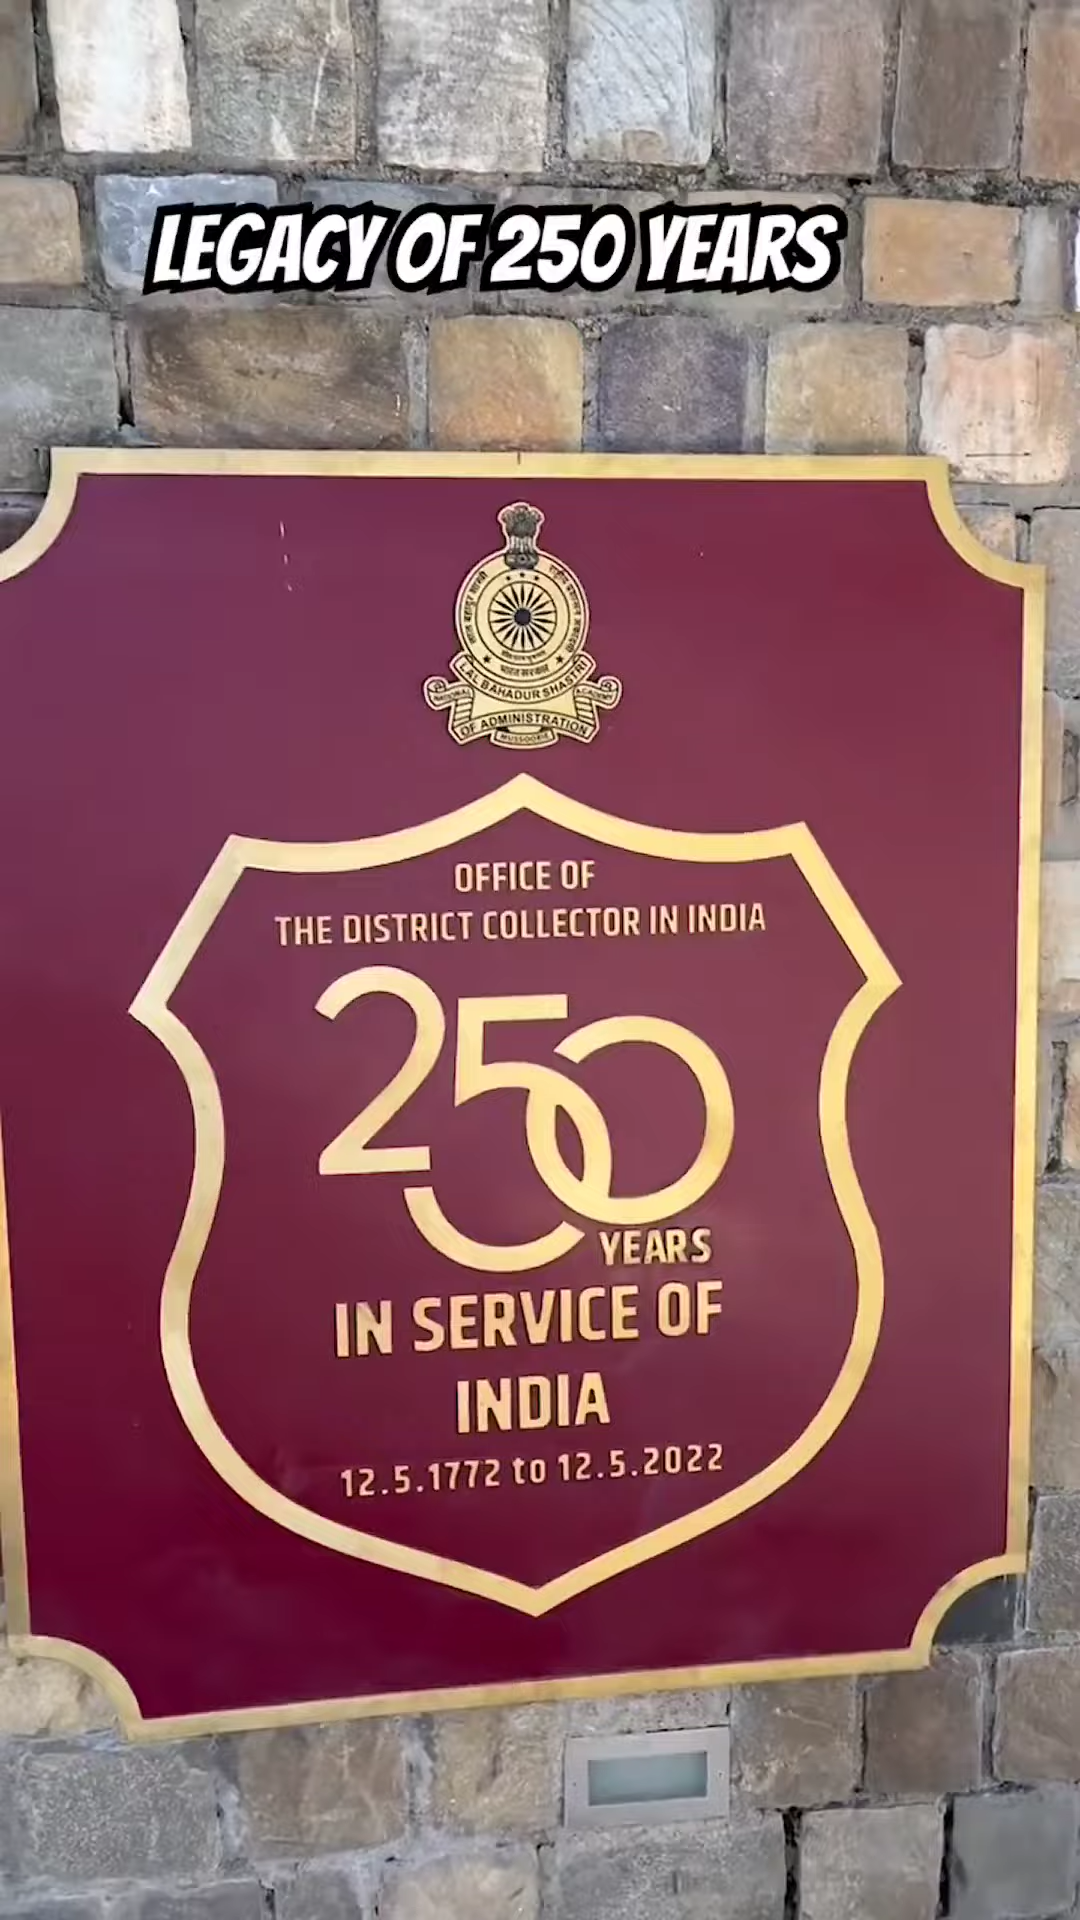 LEGACY OF 250 YEARS
LAL BAHADUR SHASTRI
NATIONAL ACADEMY
OF ADMINISTRATION
MUSSOORIE
OFFICE OF
THE DISTRICT COLLECTOR IN INDIA
250
YEARS
IN SERVICE OF
INDIA
12.5.1772 to 12.5.2022